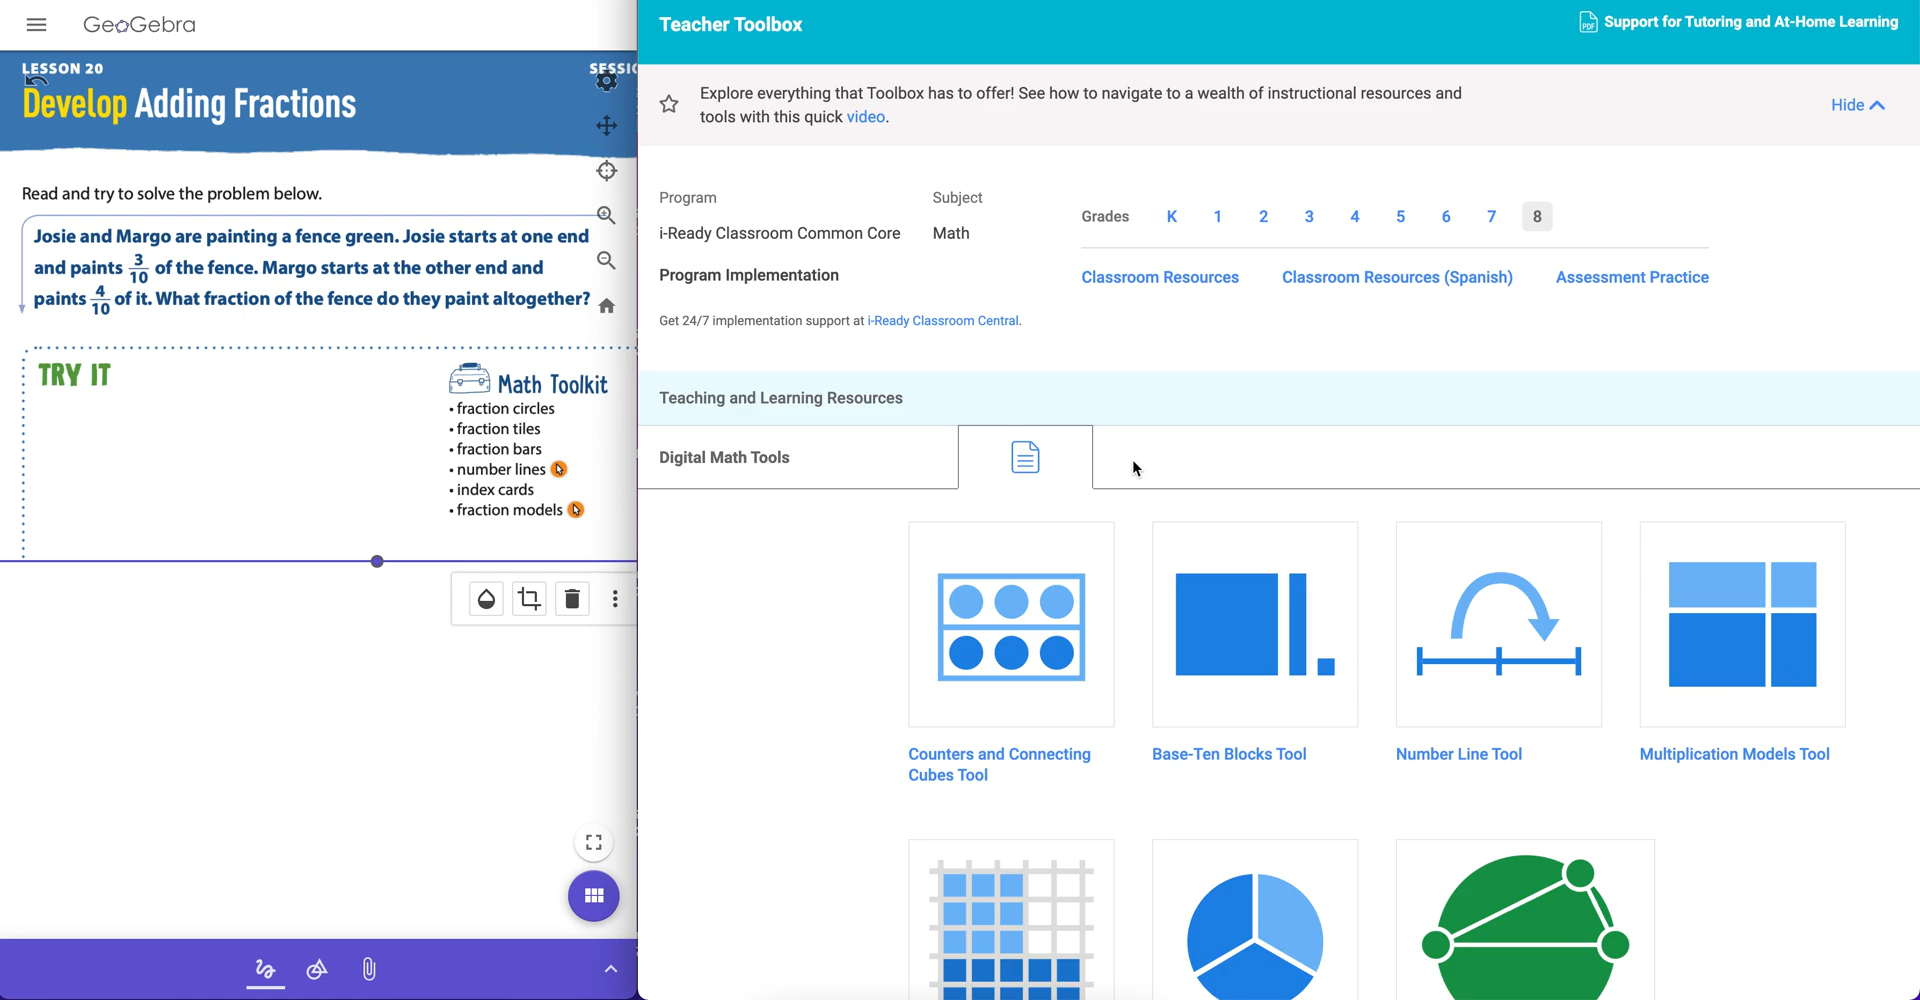 GeoGebra
LESSON 20
SESSIO
Develop Adding Fractions
Read and try to solve the problem below.
Josie and Margo are painting a fence green. Josie starts at one end
and paints 3/10 of the fence. Margo starts at the other end and
paints 4/10 of it. What fraction of the fence do they paint altogether?
TRY IT
Math Toolkit
• fraction circles
• fraction tiles
• fraction bars
• number lines
• index cards
• fraction models
Teacher Toolbox
PDF Support for Tutoring and At-Home Learning
Explore everything that Toolbox has to offer! See how to navigate to a wealth of instructional resources and
tools with this quick video.
Hide
Program
Subject
i-Ready Classroom Common Core
Math
Grades K 1 2 3 4 5 6 7 8
Program Implementation
Classroom Resources
Classroom Resources (Spanish)
Assessment Practice
Get 24/7 implementation support at i-Ready Classroom Central.
Teaching and Learning Resources
Digital Math Tools
Counters and Connecting
Cubes Tool
Base-Ten Blocks Tool
Number Line Tool
Multiplication Models Tool